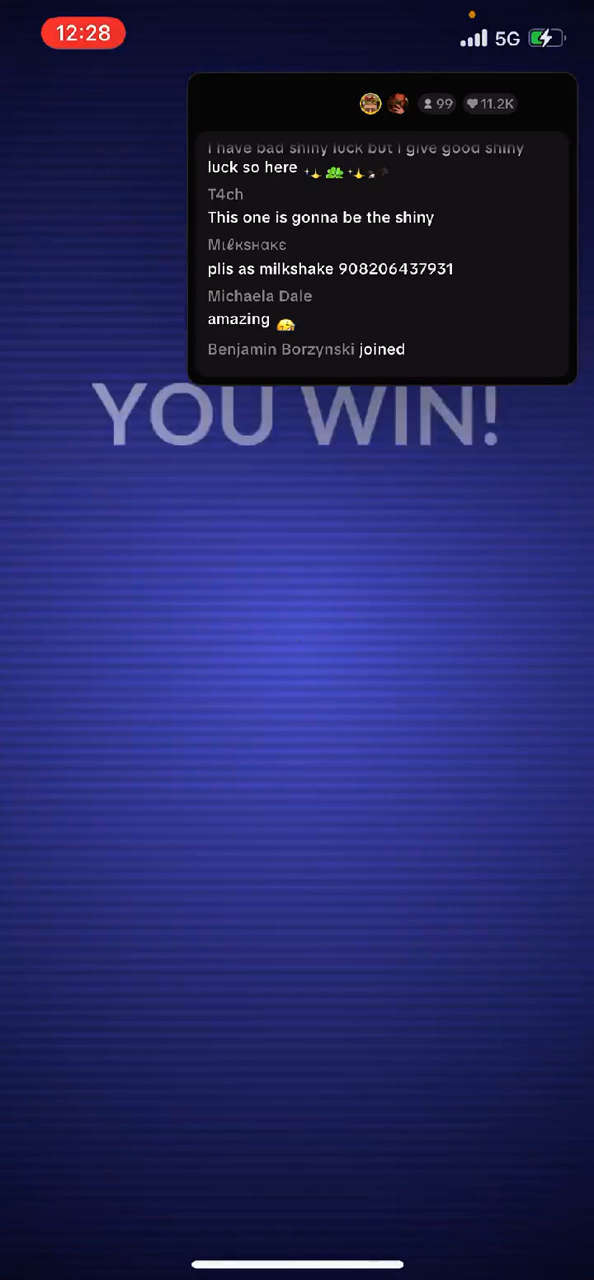 12:28
5G
99
11.2K
I have bad shiny luck but I give good shiny
luck so here
T4ch
This one is gonna be the shiny
Mιℓкѕнαкє
plis as milkshake 908206437931
Michaela Dale
amazing
Benjamin Borzynski joined
YOU WIN!